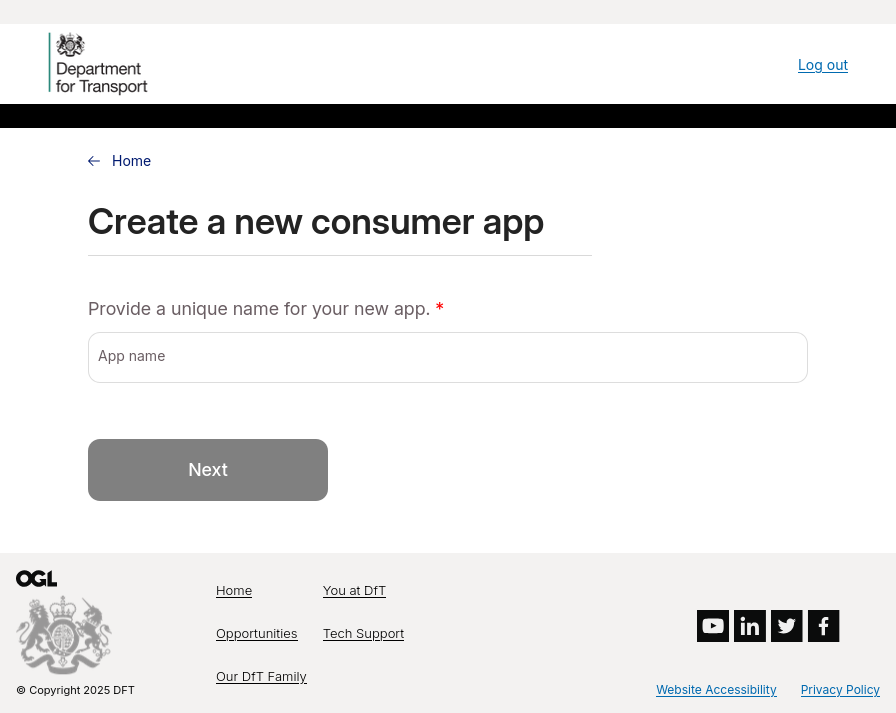 Department
for Transport
Log out
Home
Create a new consumer app
Provide a unique name for your new app. *
App name
Next
OGL
© Copyright 2025 DFT
Home
You at DfT
Opportunities
Tech Support
Our DfT Family
Website Accessibility
Privacy Policy